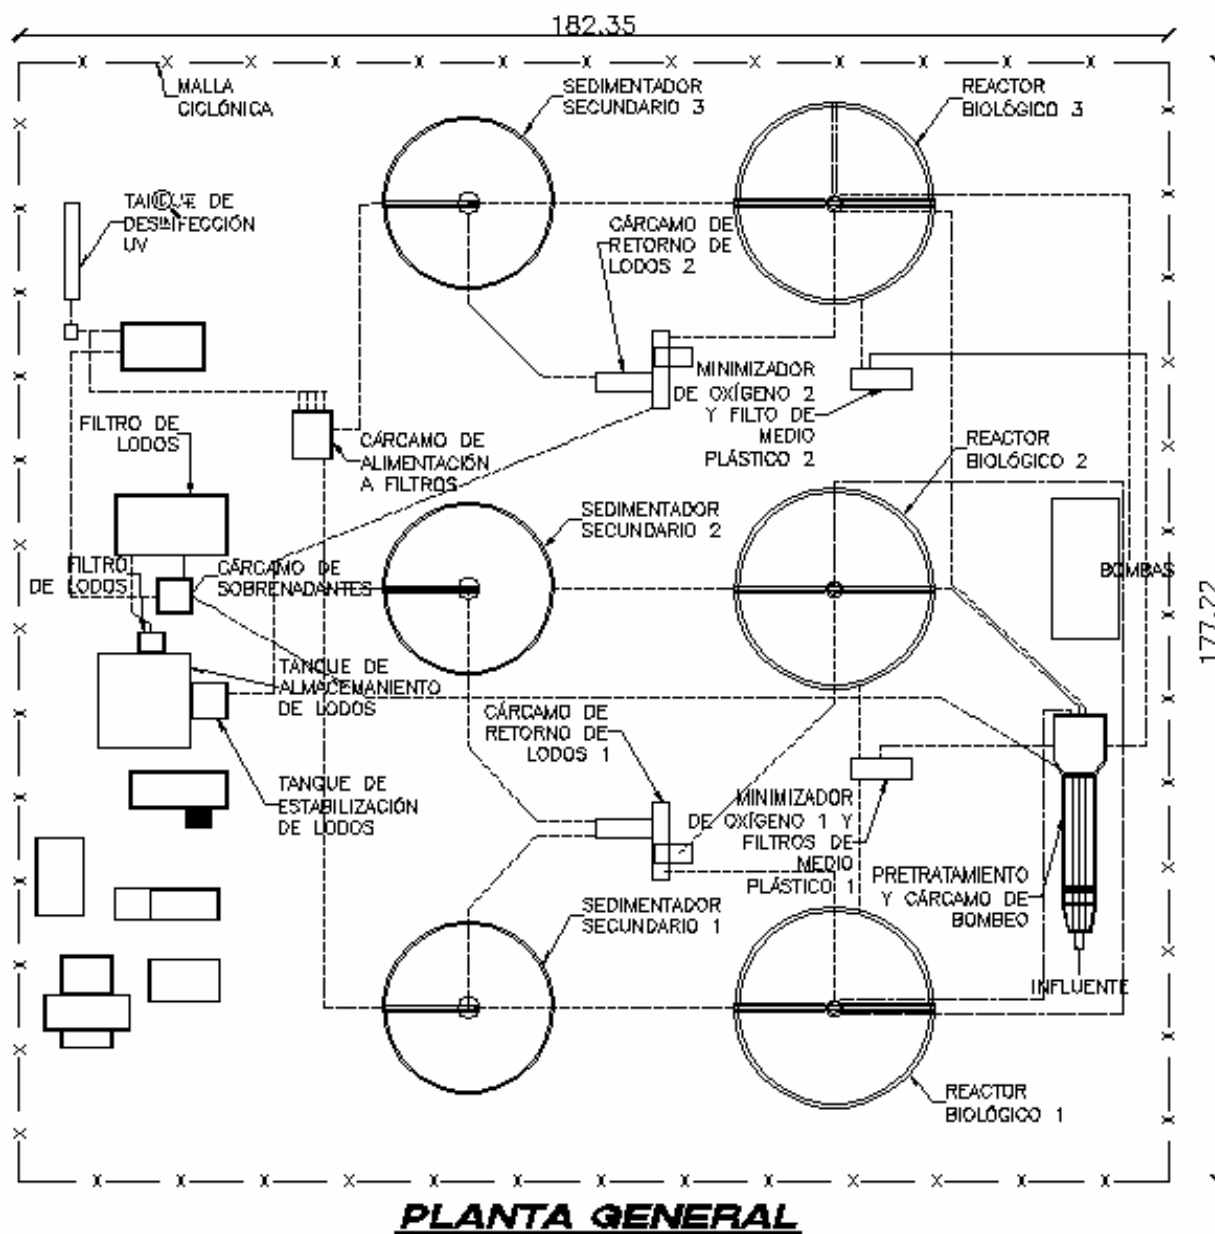 182.35
MALLA
CICLÓNICA
SEDIMENTADOR
SECUNDARIO 3
REACTOR
BIOLÓGICO 3
TANQUE DE
DESINFECCIÓN
UV
CÁRCAMO DE
RETORNO DE
LODOS 2
MINIMIZADOR
DE OXÍGENO 2
Y FILTO DE
MEDIO
PLÁSTICO 2
FILTRO DE
LODOS
CÁRCAMO DE
ALIMENTACIÓN
A FILTROS
REACTOR
BIOLÓGICO 2
SEDIMENTADOR
SECUNDARIO 2
FILTRO
DE LODOS
CÁRCAMO DE
SOBRENADANTES
BOMBAS
177.22
TANQUE DE
ALMACEMANIENTO
DE LODOS
CÁRCAMO DE
RETORNO DE
LODOS 1
TANQUE DE
ESTABILIZACIÓN
DE LODOS
MINIMIZADOR
DE OXÍGENO 1 Y
FILTROS DE
MEDIO
PLÁSTICO 1
PRETRATAMIENTO
Y CÁRCAMO DE
BOMBEO
SEDIMENTADOR
SECUNDARIO 1
INFLUENTE
REACTOR
BIOLÓGICO 1
PLANTA GENERAL